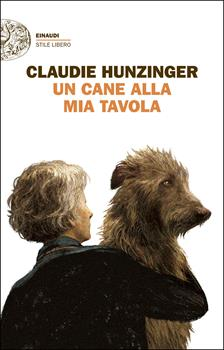 EINAUDI
STILE LIBERO
CLAUDIE HUNZINGER
UN CANE ALLA
MIA TAVOLA